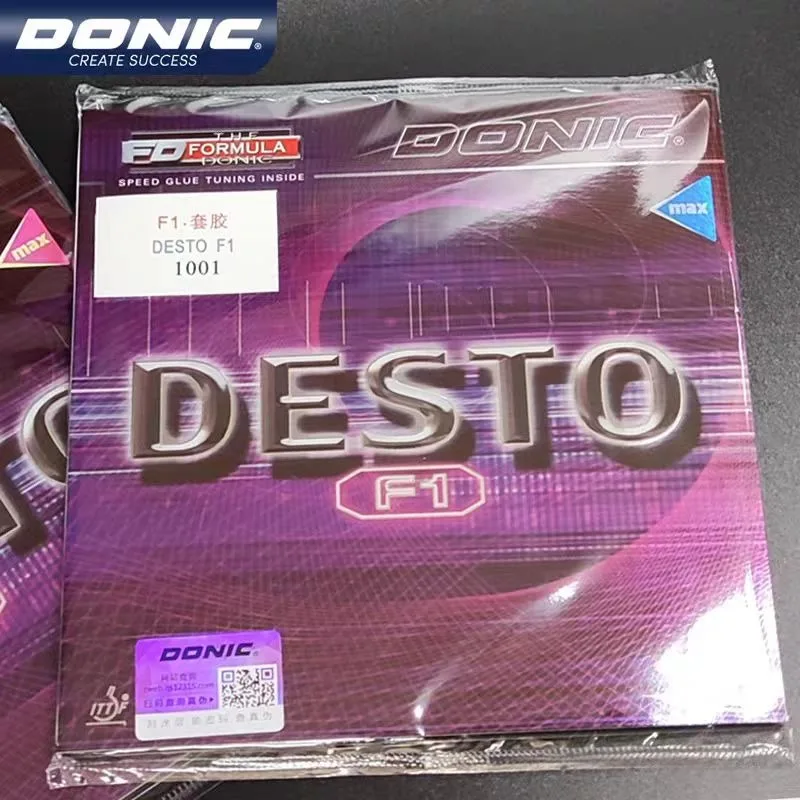 DONIC®
CREATE SUCCESS
THE
FD FORMULA
DONIC
SPEED GLUE TUNING INSIDE
DONIC®
max
max
F1·套胶
DESTO F1
1001
DESTO
F1
DONIC®
ITTF